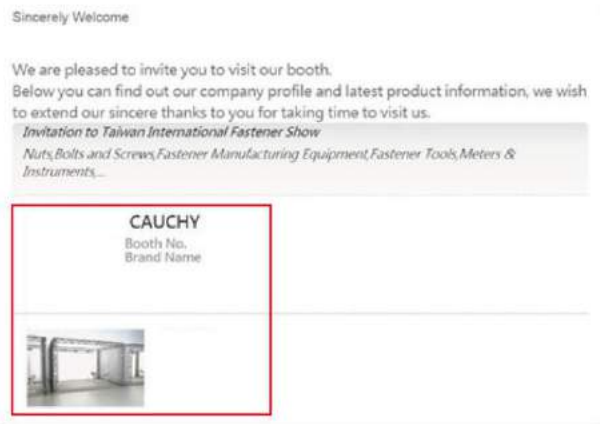 Sincerely Welcome
We are pleased to invite you to visit our booth.
Below you can find out our company profile and latest product information, we wish
to extend our sincere thanks to you for taking time to visit us.
Invitation to Taiwan International Fastener Show
Nuts,Bolts and Screws,Fastener Manufacturing Equipment,Fastener Tools,Meters &
Instruments,...
CAUCHY
Booth No.
Brand Name